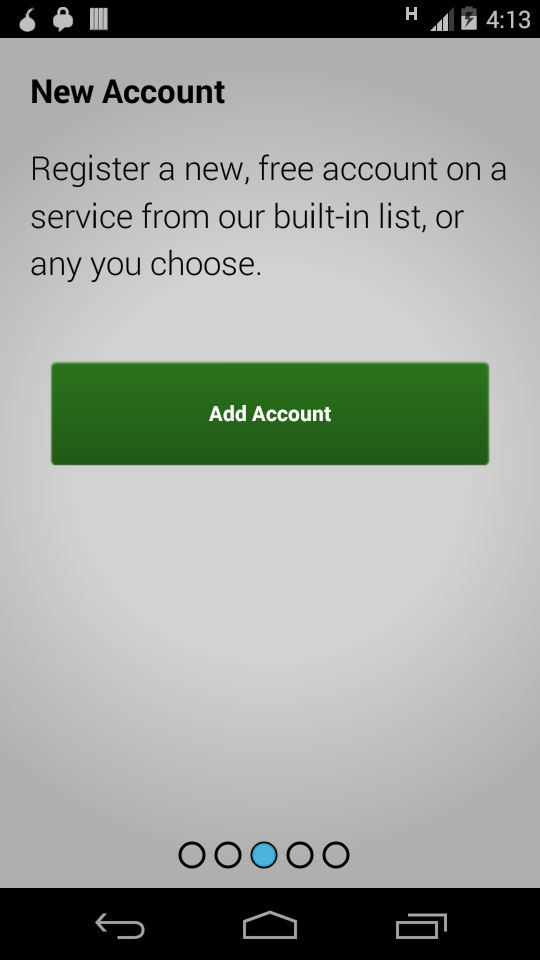 H 4:13
New Account
Register a new, free account on a
service from our built-in list, or
any you choose.
Add Account